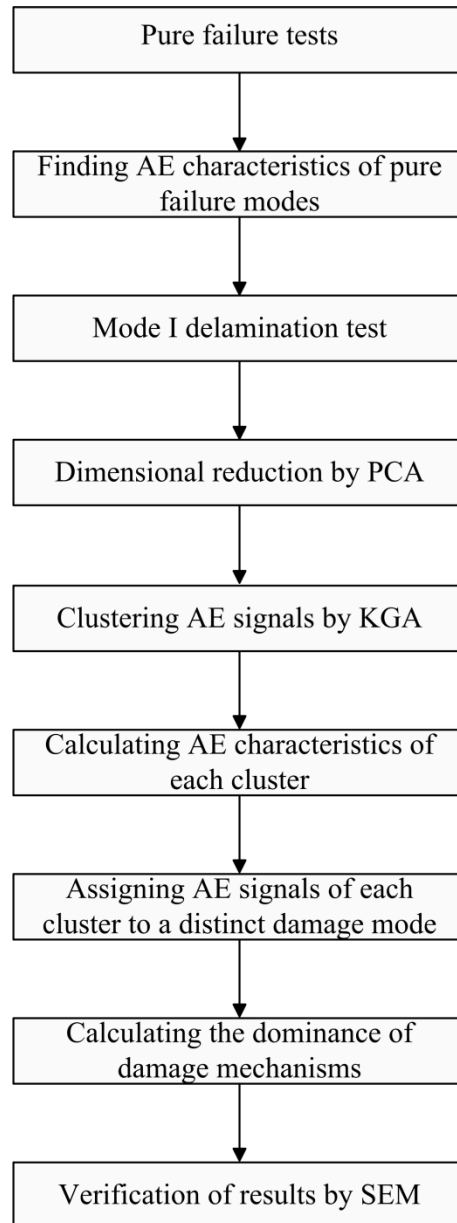 Pure failure tests
Finding AE characteristics of pure
failure modes
Mode I delamination test
Dimensional reduction by PCA
Clustering AE signals by KGA
Calculating AE characteristics of
each cluster
Assigning AE signals of each
cluster to a distinct damage mode
Calculating the dominance of
damage mechanisms
Verification of results by SEM